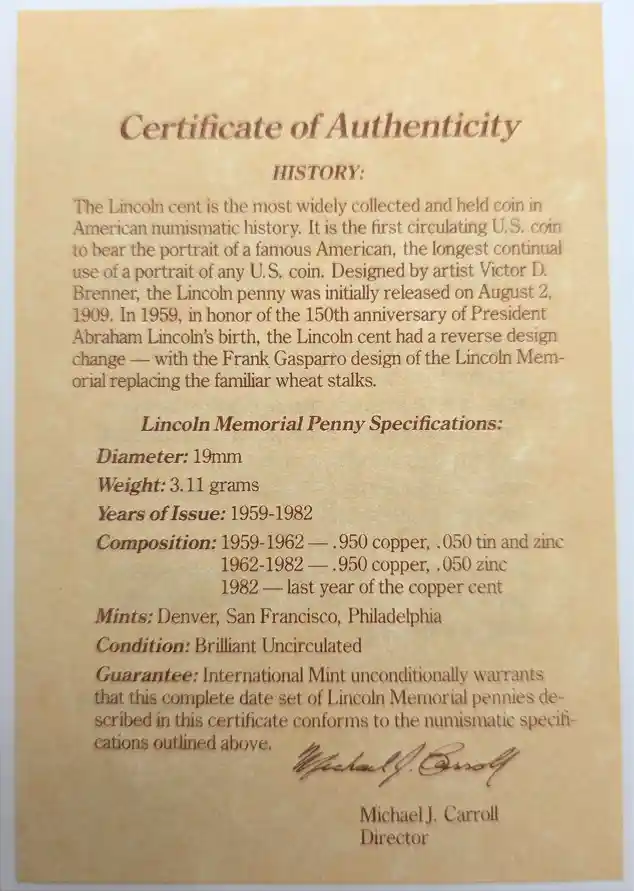 Certificate of Authenticity
HISTORY:
The Lincoln cent is the most widely collected and held coin in
American numismatic history. It is the first circulating U.S. coin
to bear the portrait of a famous American, the longest continual
use of a portrait of any U.S. coin. Designed by artist Victor D.
Brenner, the Lincoln penny was initially released on August 2,
1909. In 1959, in honor of the 150th anniversary of President
Abraham Lincoln's birth, the Lincoln cent had a reverse design
change — with the Frank Gasparro design of the Lincoln Mem-
orial replacing the familiar wheat stalks.
Lincoln Memorial Penny Specifications:
Diameter: 19mm
Weight: 3.11 grams
Years of Issue: 1959-1982
Composition: 1959-1962 — .950 copper, .050 tin and zinc
1962-1982 — .950 copper, .050 zinc
1982 — last year of the copper cent
Mints: Denver, San Francisco, Philadelphia
Condition: Brilliant Uncirculated
Guarantee: International Mint unconditionally warrants
that this complete date set of Lincoln Memorial pennies de-
scribed in this certificate conforms to the numismatic specifi-
cations outlined above.
Michael J. Carroll
Michael J. Carroll
Director